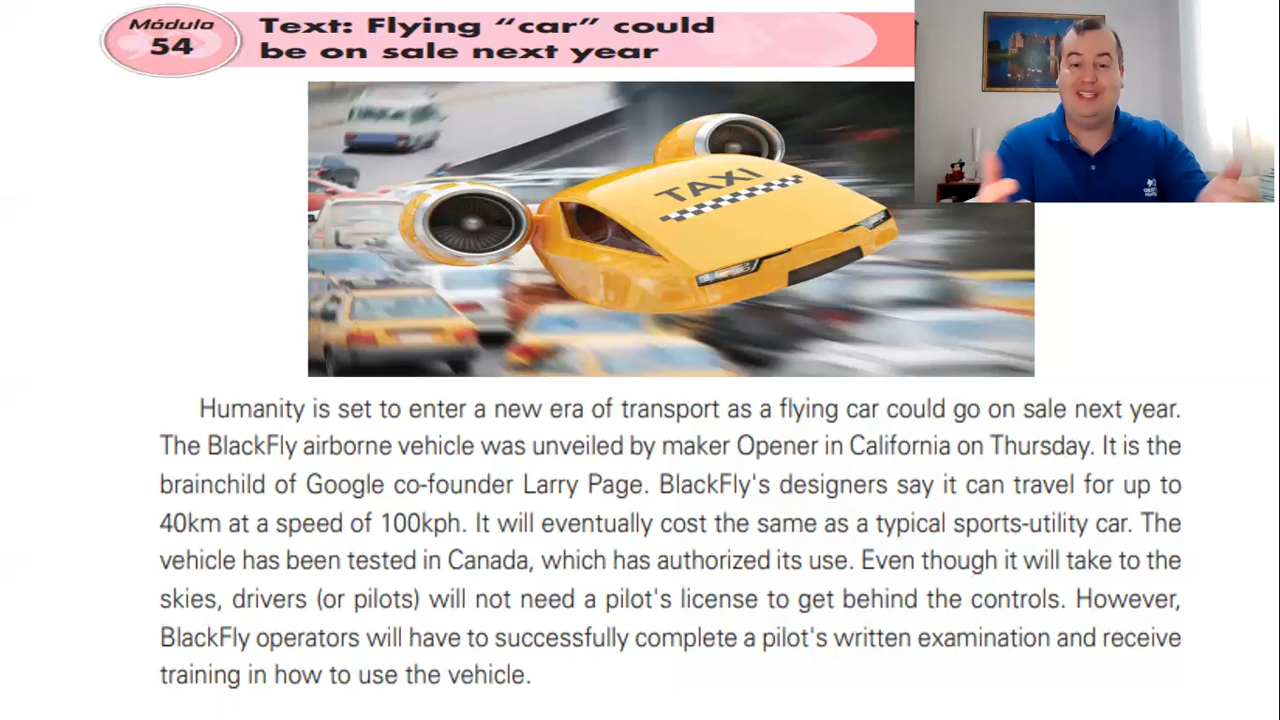 Módulo
54
Text: Flying “car” could
be on sale next year
TAXI
Humanity is set to enter a new era of transport as a flying car could go on sale next year.
The BlackFly airborne vehicle was unveiled by maker Opener in California on Thursday. It is the
brainchild of Google co-founder Larry Page. BlackFly's designers say it can travel for up to
40km at a speed of 100kph. It will eventually cost the same as a typical sports-utility car. The
vehicle has been tested in Canada, which has authorized its use. Even though it will take to the
skies, drivers (or pilots) will not need a pilot's license to get behind the controls. However,
BlackFly operators will have to successfully complete a pilot's written examination and receive
training in how to use the vehicle.